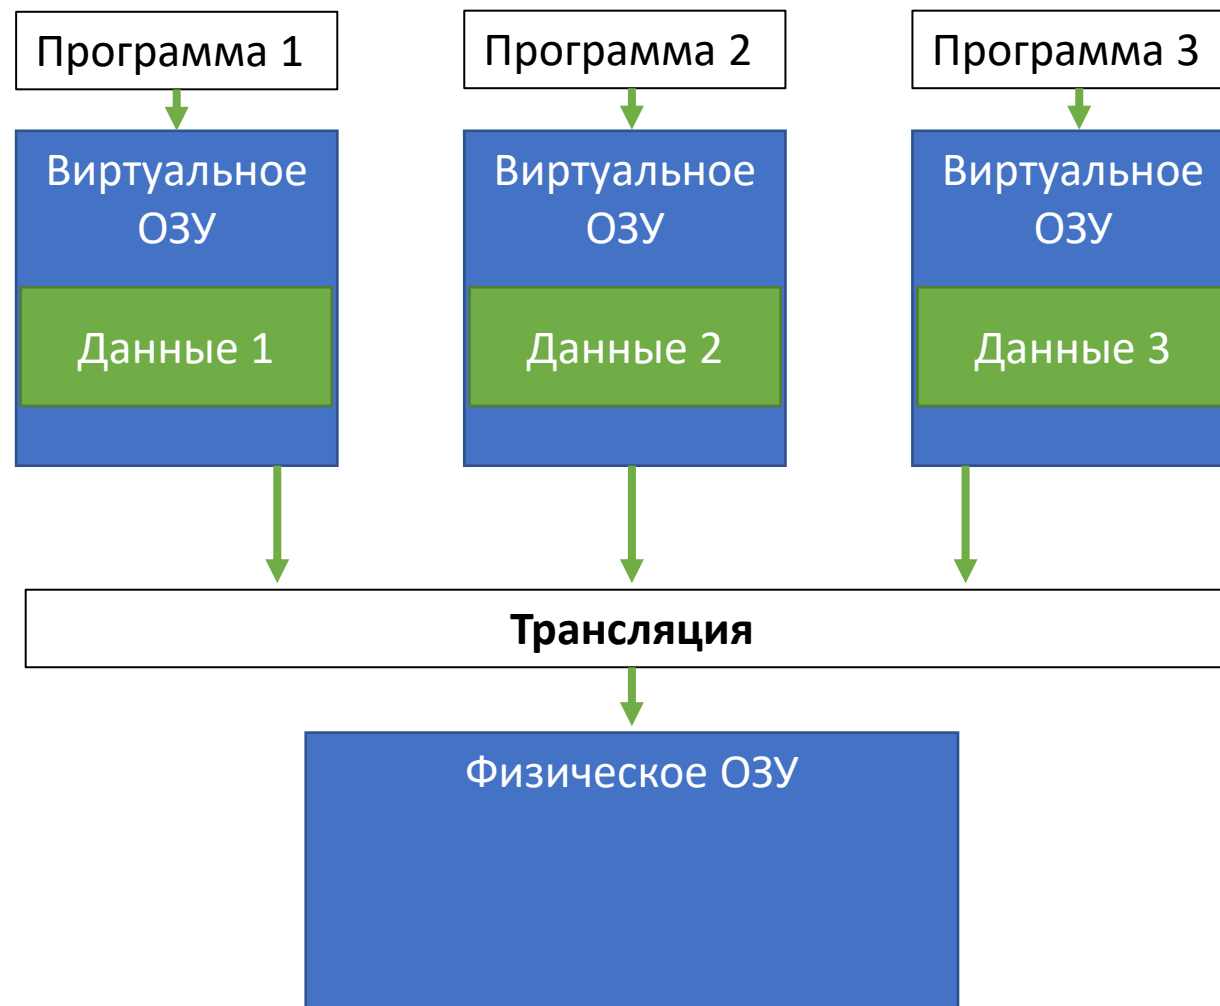 Программа 1
Программа 2
Программа 3
Виртуальное
ОЗУ
Виртуальное
ОЗУ
Виртуальное
ОЗУ
Данные 1
Данные 2
Данные 3
Трансляция
Физическое ОЗУ